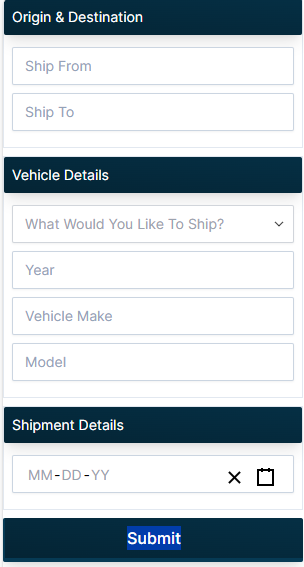 Origin & Destination
Ship From
Ship To
Vehicle Details
What Would You Like To Ship?
Year
Vehicle Make
Model
Shipment Details
MM-DD-YY
Submit